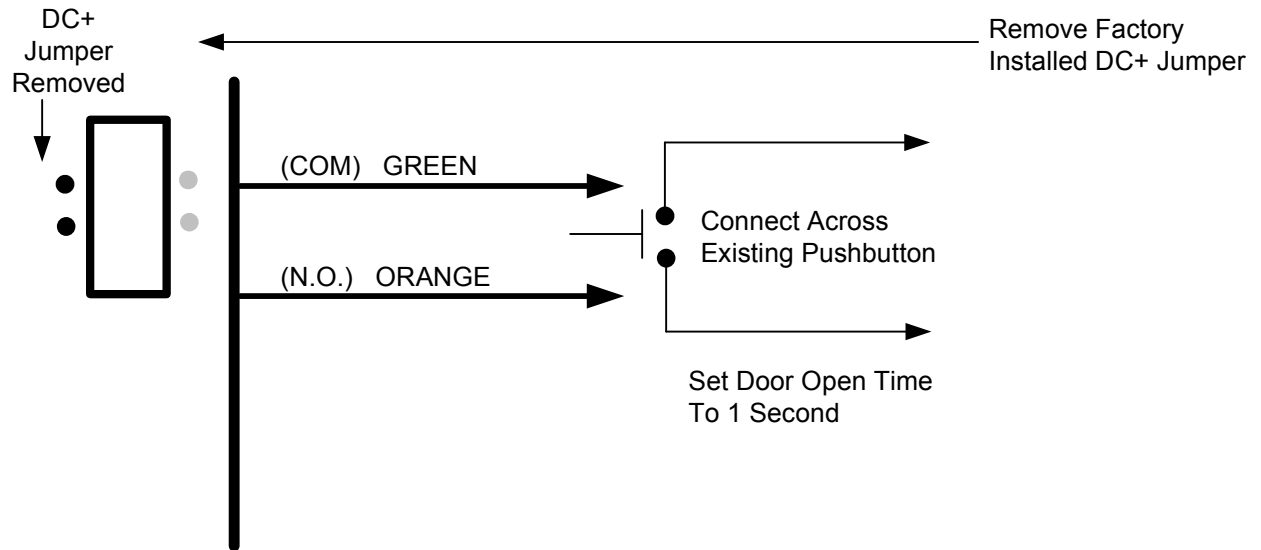 DC+
Jumper
Removed
Remove Factory
Installed DC+ Jumper
(COM) GREEN
Connect Across
Existing Pushbutton
(N.O.) ORANGE
Set Door Open Time
To 1 Second